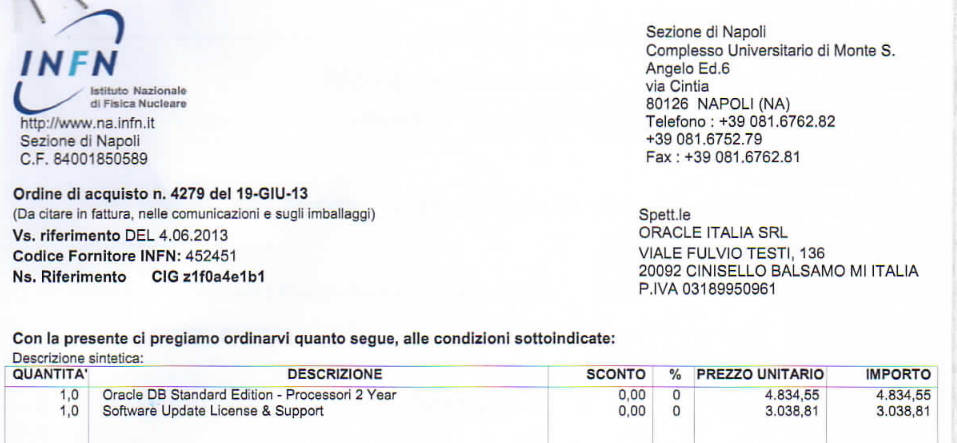 INFN
Istituto Nazionale
di Fisica Nucleare
http://www.na.infn.it
Sezione di Napoli
C.F. 84001850589
Sezione di Napoli
Complesso Universitario di Monte S.
Angelo Ed.6
via Cintia
80126 NAPOLI (NA)
Telefono : +39 081.6762.82
+39 081.6752.79
Fax : +39 081.6762.81
Ordine di acquisto n. 4279 del 19-GIU-13
(Da citare in fattura, nelle comunicazioni e sugli imballaggi)
Vs. riferimento DEL 4.06.2013
Codice Fornitore INFN: 452451
Ns. Riferimento CIG z1f0a4e1b1
Spett.le
ORACLE ITALIA SRL
VIALE FULVIO TESTI, 136
20092 CINISELLO BALSAMO MI ITALIA
P.IVA 03189950961
Con la presente ci pregiamo ordinarvi quanto segue, alle condizioni sottoindicate:
Descrizione sintetica:
QUANTITA' DESCRIZIONE SCONTO % PREZZO UNITARIO IMPORTO
1,0 Oracle DB Standard Edition - Processori 2 Year 0,00 0 4.834,55 4.834,55
1,0 Software Update License & Support 0,00 0 3.038,81 3.038,81